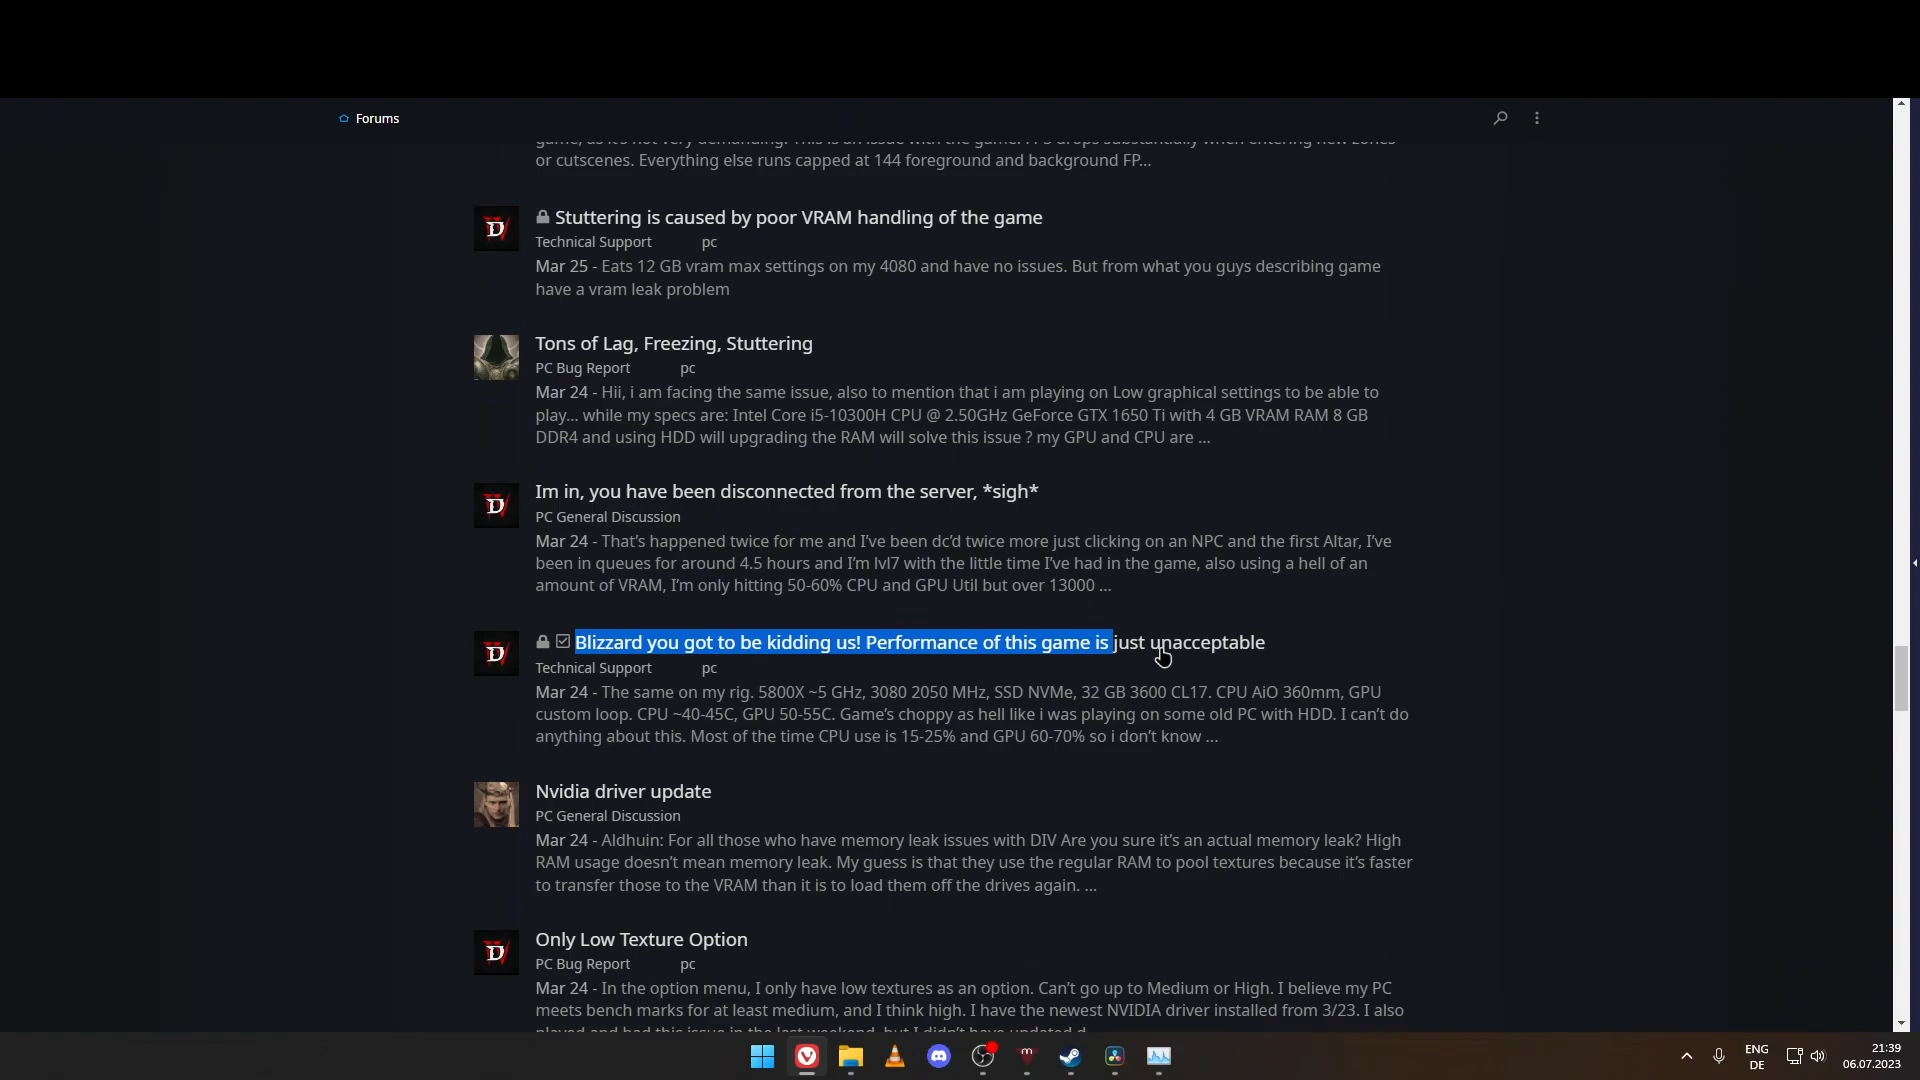 Forums
or cutscenes. Everything else runs capped at 144 foreground and background FP...
Stuttering is caused by poor VRAM handling of the game
Technical Support pc
Mar 25 - Eats 12 GB vram max settings on my 4080 and have no issues. But from what you guys describing game
have a vram leak problem
Tons of Lag, Freezing, Stuttering
PC Bug Report pc
Mar 24 - Hii, i am facing the same issue, also to mention that i am playing on Low graphical settings to be able to
play... while my specs are: Intel Core i5-10300H CPU @ 2.50GHz GeForce GTX 1650 Ti with 4 GB VRAM RAM 8 GB
DDR4 and using HDD will upgrading the RAM will solve this issue ? my GPU and CPU are ...
Im in, you have been disconnected from the server, *sigh*
PC General Discussion
Mar 24 - That's happened twice for me and I've been dc'd twice more just clicking on an NPC and the first Altar, I've
been in queues for around 4.5 hours and I'm lvl7 with the little time I've had in the game, also using a hell of an
amount of VRAM, I'm only hitting 50-60% CPU and GPU Util but over 13000 ...
Blizzard you got to be kidding us! Performance of this game is just unacceptable
Technical Support pc
Mar 24 - The same on my rig. 5800X ~5 GHz, 3080 2050 MHz, SSD NVMe, 32 GB 3600 CL17. CPU AiO 360mm, GPU
custom loop. CPU ~40-45C, GPU 50-55C. Game's choppy as hell like i was playing on some old PC with HDD. I can't do
anything about this. Most of the time CPU use is 15-25% and GPU 60-70% so i don't know ...
Nvidia driver update
PC General Discussion
Mar 24 - Aldhuin: For all those who have memory leak issues with DIV Are you sure it's an actual memory leak? High
RAM usage doesn't mean memory leak. My guess is that they use the regular RAM to pool textures because it's faster
to transfer those to the VRAM than it is to load them off the drives again. ...
Only Low Texture Option
PC Bug Report pc
Mar 24 - In the option menu, I only have low textures as an option. Can't go up to Medium or High. I believe my PC
meets bench marks for at least medium, and I think high. I have the newest NVIDIA driver installed from 3/23. I also
ENG
DE
21:39
06.07.2023